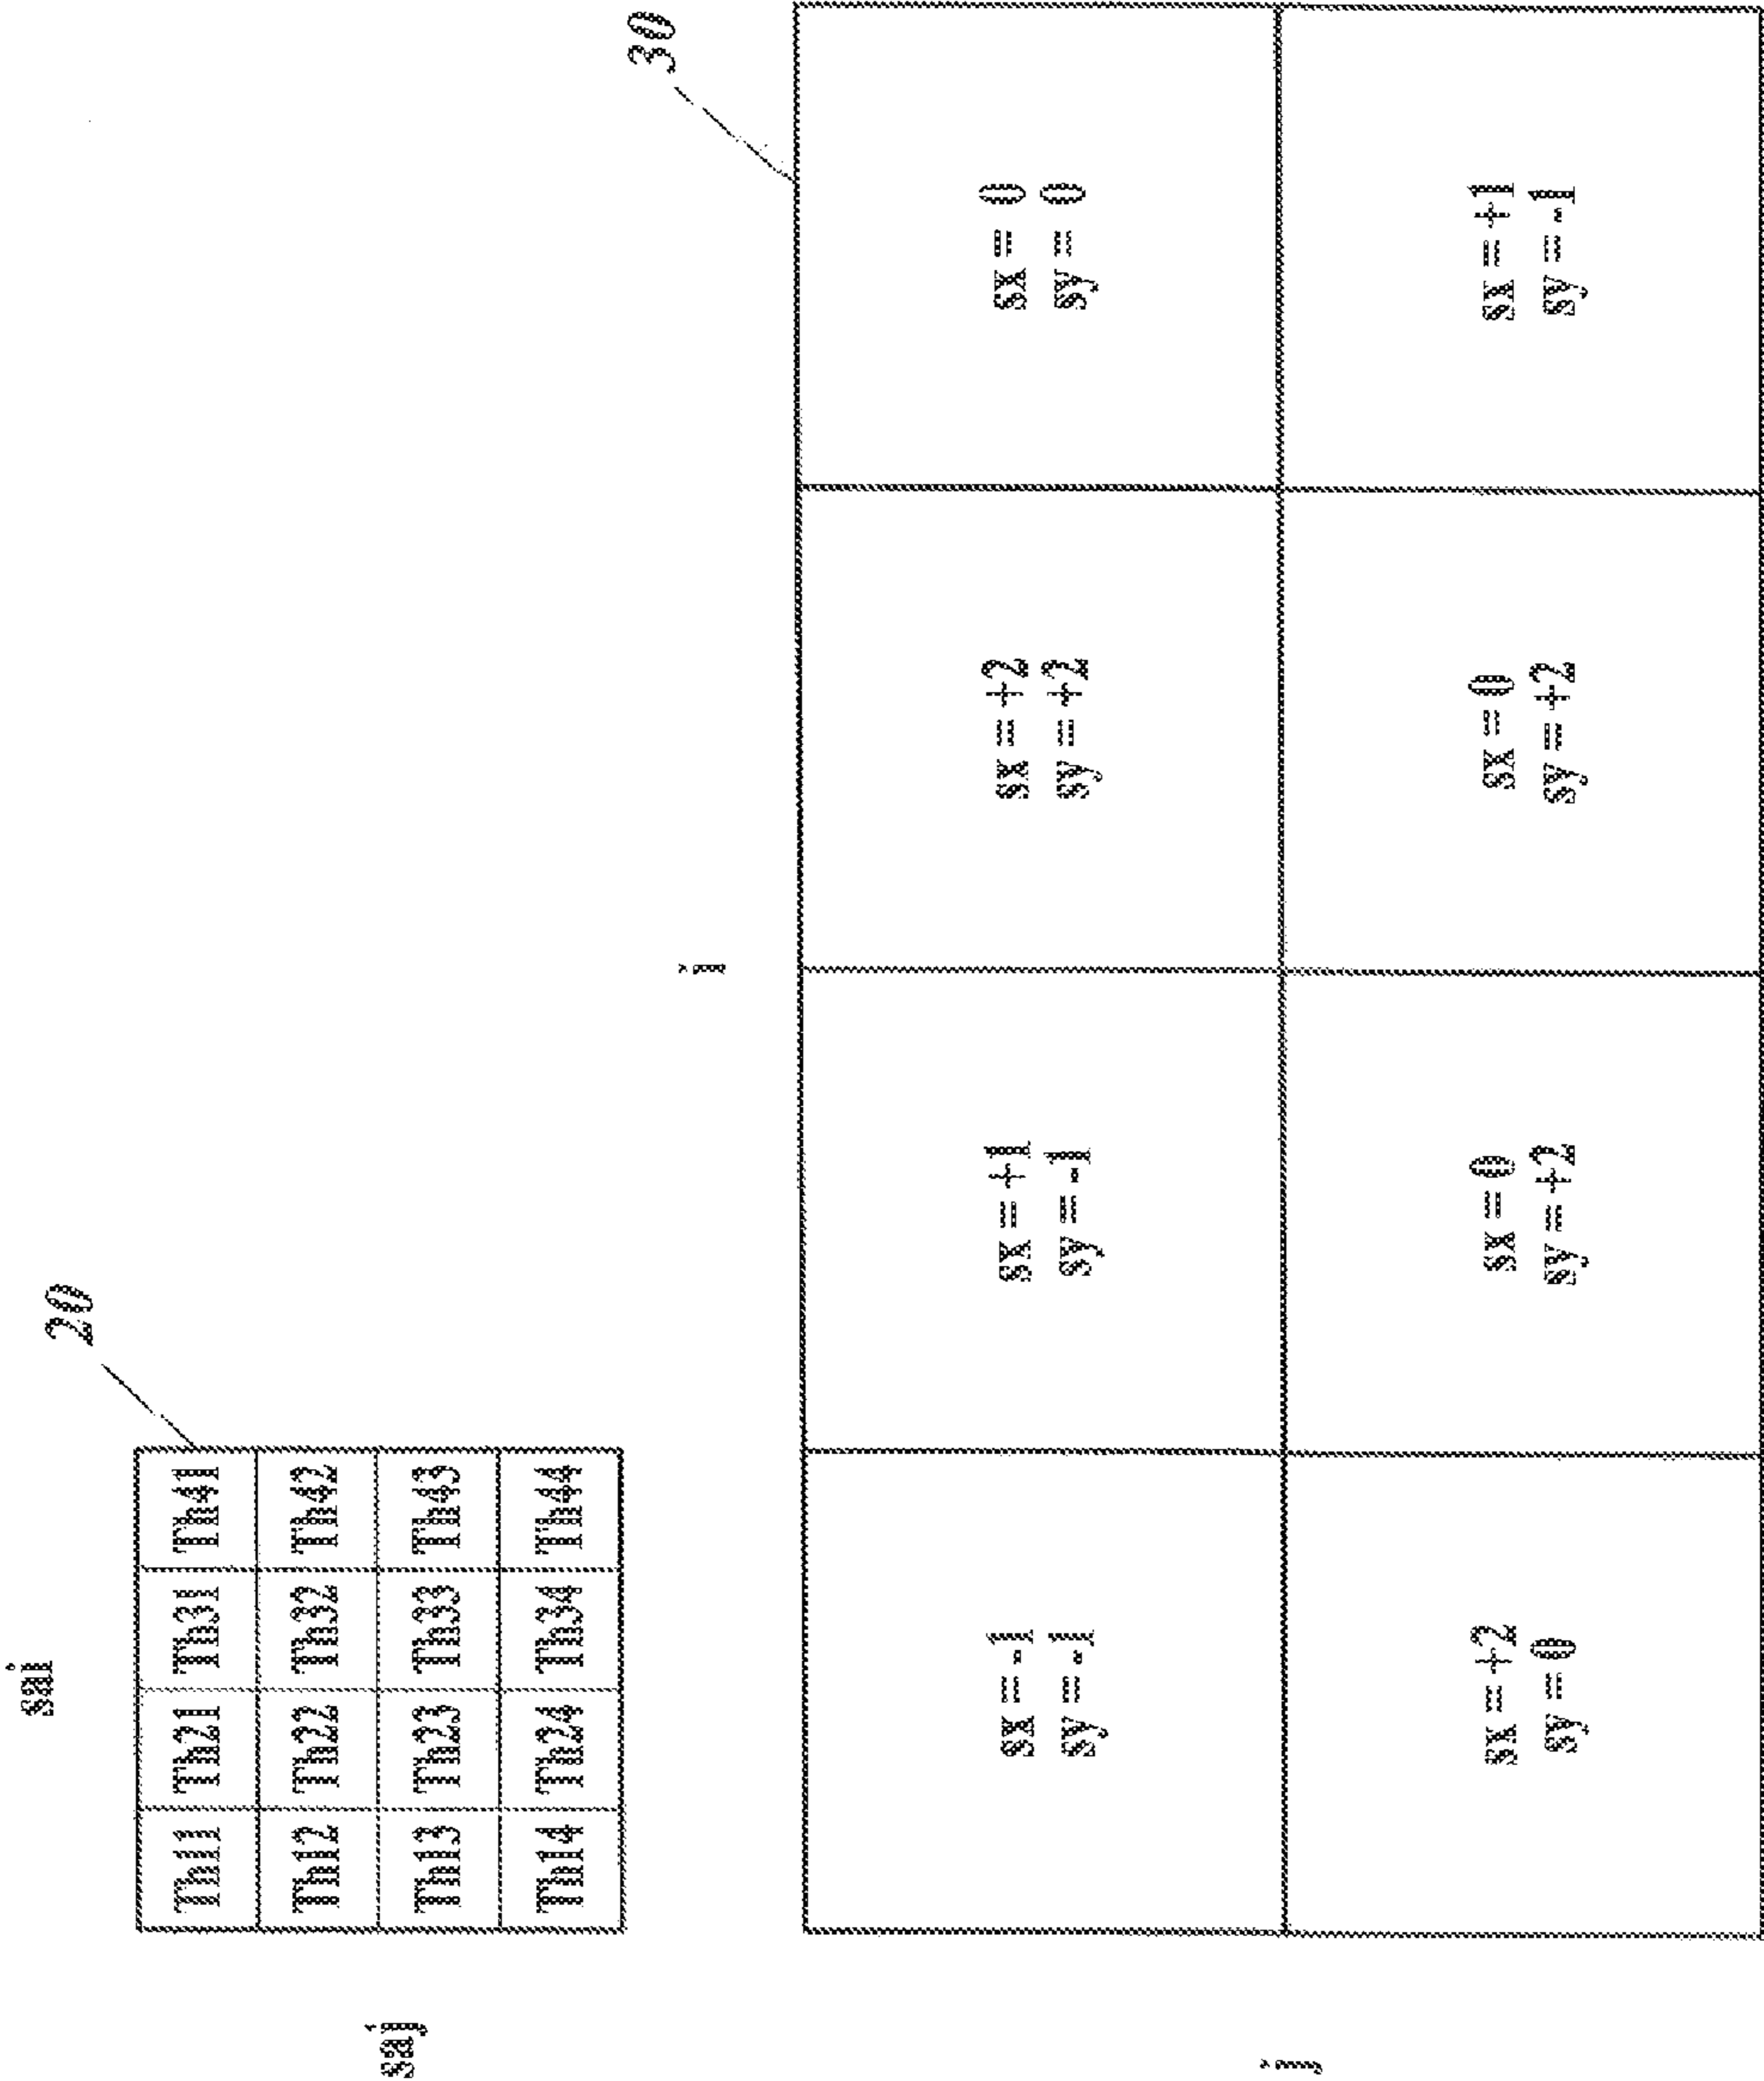 sai
20
Th11 Th21 Th31 Th41
Th12 Th22 Th32 Th42
saj
Th13 Th23 Th33 Th43
Th14 Th24 Th34 Th44
30
i
sx = -1
sy = -1
sx = +1
sy = -1
sx = +2
sy = +2
sx = 0
sy = 0
j
sx = +2
sy = 0
sx = 0
sy = +2
sx = 0
sy = +2
sx = +1
sy = -1